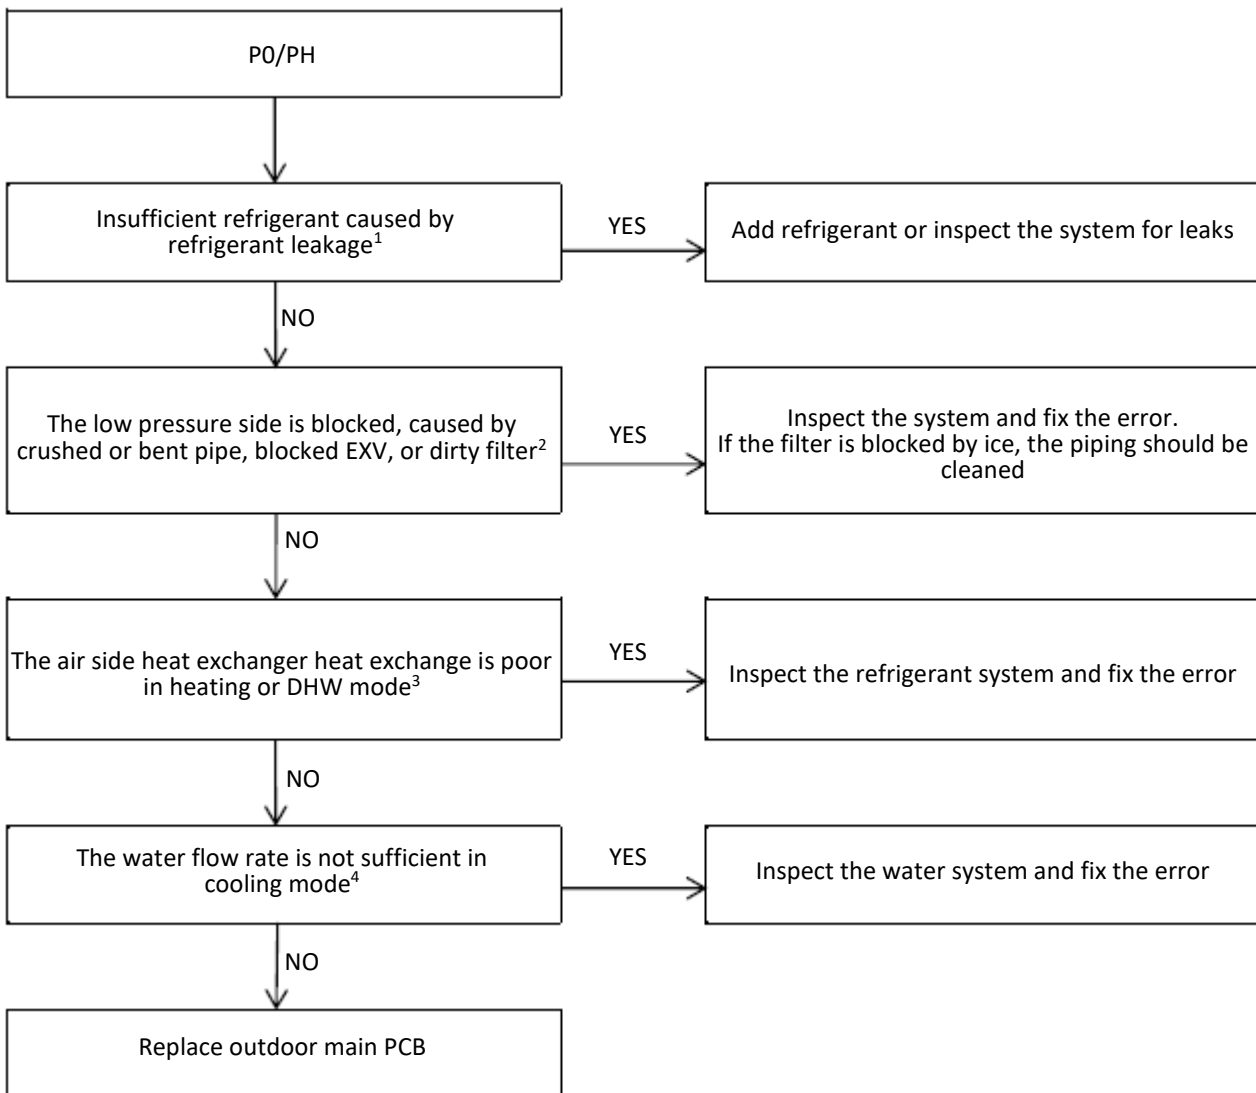 P0/PH
Insufficient refrigerant caused by
refrigerant leakage¹
YES
Add refrigerant or inspect the system for leaks
NO
The low pressure side is blocked, caused by
crushed or bent pipe, blocked EXV, or dirty filter²
YES
Inspect the system and fix the error.
If the filter is blocked by ice, the piping should be
cleaned
NO
The air side heat exchanger heat exchange is poor
in heating or DHW mode³
YES
Inspect the refrigerant system and fix the error
NO
The water flow rate is not sufficient in
cooling mode⁴
YES
Inspect the water system and fix the error
NO
Replace outdoor main PCB